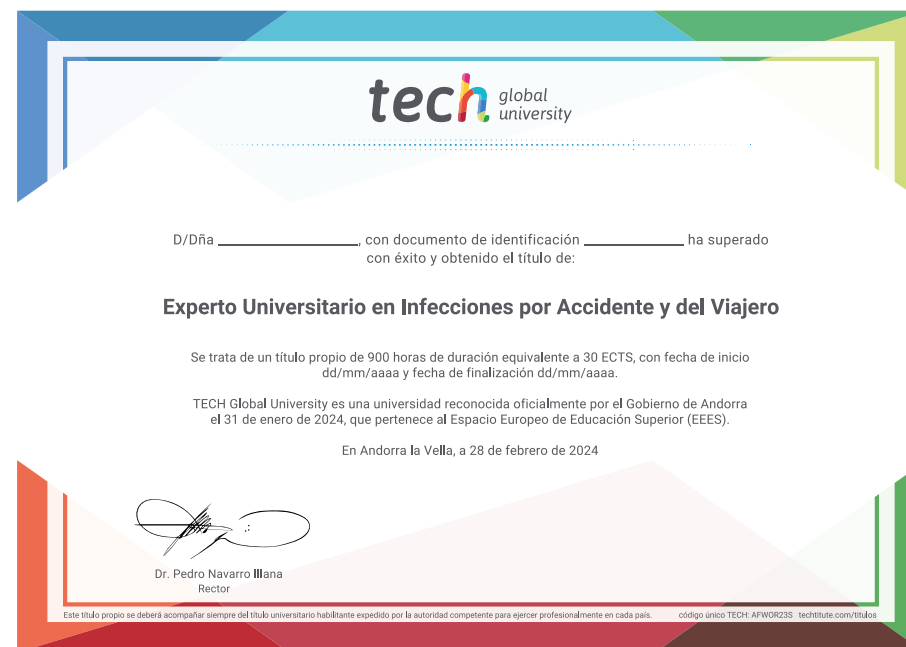 tech global university
D/Dña ______________, con documento de identificación __________ ha superado
con éxito y obtenido el título de:
Experto Universitario en Infecciones por Accidente y del Viajero
Se trata de un título propio de 900 horas de duración equivalente a 30 ECTS, con fecha de inicio
dd/mm/aaaa y fecha de finalización dd/mm/aaaa.
TECH Global University es una universidad reconocida oficialmente por el Gobierno de Andorra
el 31 de enero de 2024, que pertenece al Espacio Europeo de Educación Superior (EEES).
En Andorra la Vella, a 28 de febrero de 2024
Dr. Pedro Navarro Illana
Rector
Este título propio se deberá acompañar siempre del título universitario habilitante expedido por la autoridad competente para ejercer profesionalmente en cada país. código único TECH: AFWOR23S techtitute.com/titulos